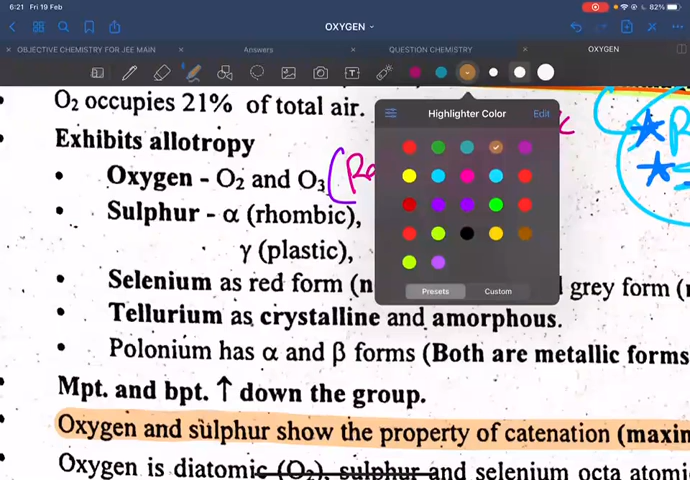 6:21 Fri 19 Feb
82%
OXYGEN
OBJECTIVE CHEMISTRY FOR JEE MAIN
Answers
QUESTION CHEMISTRY
OXYGEN
Highlighter Color
Edit
Presets
Custom
• O₂ occupies 21% of total air.
Exhibits allotropy
• Oxygen - O₂ and O₃
• Sulphur - α (rhombic),
γ (plastic),
• Selenium as red form (n grey form (
• Tellurium as crystalline and amorphous.
• Polonium has α and β forms (Both are metallic forms
• Mpt. and bpt. ↑ down the group.
• Oxygen and sulphur show the property of catenation (maxin
• Oxygen is diatomic (O₂), sulphur and selenium octa atomi